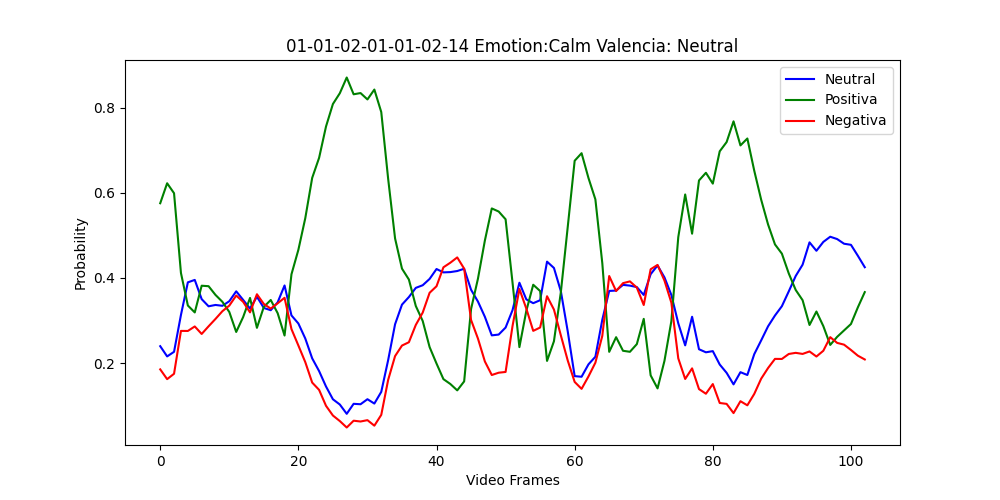 01-01-02-01-01-02-14 Emotion:Calm Valencia: Neutral
Neutral
Positiva
Negativa
Probability
0.8
0.6
0.4
0.2
0 20 40 60 80 100
Video Frames